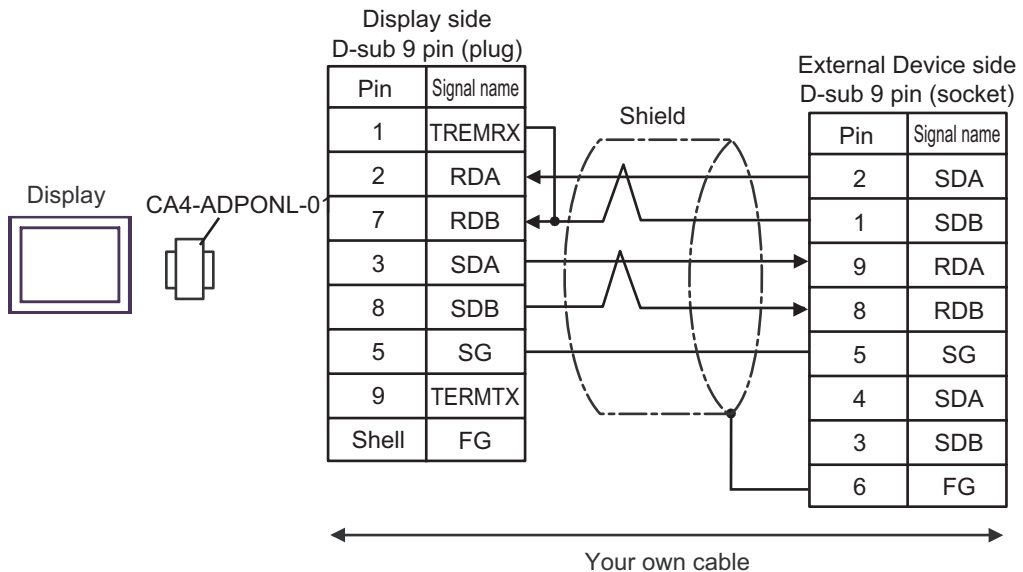 Display side
D-sub 9 pin (plug)
External Device side
D-sub 9 pin (socket)
Pin Signal name
1 TREMRX
2 RDA
7 RDB
3 SDA
8 SDB
5 SG
9 TERMTX
Shell FG
Shield
Pin Signal name
2 SDA
1 SDB
9 RDA
8 RDB
5 SG
4 SDA
3 SDB
6 FG
Display
CA4-ADPONL-01
Your own cable